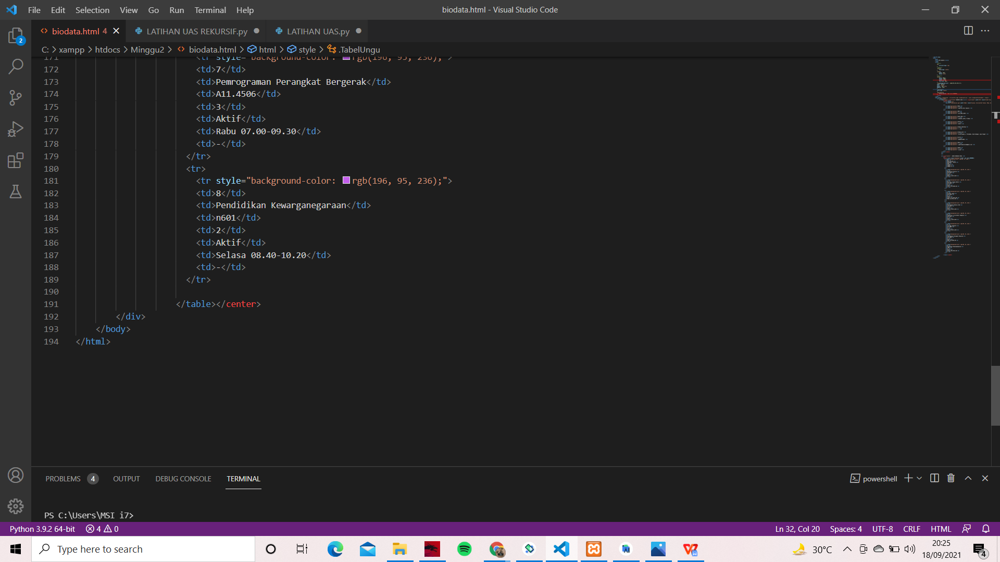 File Edit Selection View Go Run Terminal Help
biodata.html - Visual Studio Code
biodata.html 4
LATIHAN UAS REKURSIF.py
LATIHAN UAS.py
2
C: > xampp > htdocs > Minggu2 > biodata.html > html > style > .TabelUngu
171 <tr style="background-color: rgb(196, 95, 236);">
172 <td>7</td>
173 <td>Pemrograman Perangkat Bergerak</td>
174 <td>A11.4506</td>
175 <td>3</td>
176 <td>Aktif</td>
177 <td>Rabu 07.00-09.30</td>
178 <td>-</td>
179 </tr>
180 <tr>
181 <tr style="background-color: rgb(196, 95, 236);">
182 <td>8</td>
183 <td>Pendidikan Kewarganegaraan</td>
184 <td>n601</td>
185 <td>2</td>
186 <td>Aktif</td>
187 <td>Selasa 08.40-10.20</td>
188 <td>-</td>
189 </tr>
190
191 </table></center>
192 </div>
193 </body>
194 </html>
PROBLEMS 4 OUTPUT DEBUG CONSOLE TERMINAL
powershell
PS C:\Users\MSI i7>
Python 3.9.2 64-bit 4 0
Ln 32, Col 20 Spaces: 4 UTF-8 CRLF HTML
Type here to search
30°C
20:25
18/09/2021
4